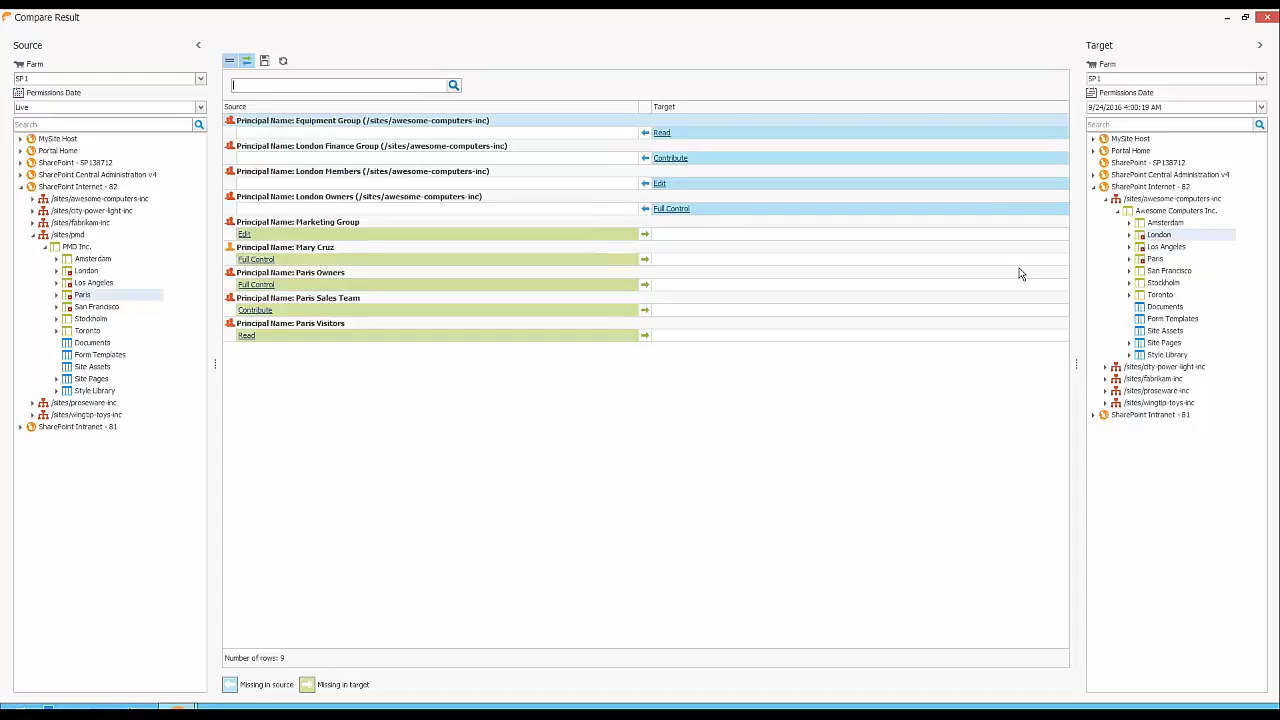 Compare Result
Source
Farm
SP1
Permissions Date
Live
Search
MySite Host
Portal Home
SharePoint - SP138712
SharePoint Central Administration v4
SharePoint Internet - 82
/sites/awesome-computers-inc
/sites/city-power-light-inc
/sites/fabrikam-inc
/sites/pmd
PMD Inc.
Amsterdam
London
Los Angeles
Paris
San Francisco
Stockholm
Toronto
Documents
Form Templates
Site Assets
Site Pages
Style Library
/sites/proseware-inc
/sites/wingtip-toys-inc
SharePoint Intranet - 81
Source Target
Principal Name: Equipment Group (/sites/awesome-computers-inc)
Read
Principal Name: London Finance Group (/sites/awesome-computers-inc)
Contribute
Principal Name: London Members (/sites/awesome-computers-inc)
Edit
Principal Name: London Owners (/sites/awesome-computers-inc)
Full Control
Principal Name: Marketing Group
Edit
Principal Name: Mary Cruz
Full Control
Principal Name: Paris Owners
Full Control
Principal Name: Paris Sales Team
Contribute
Principal Name: Paris Visitors
Read
Number of rows: 9
Missing in source Missing in target
Target
Farm
SP1
Permissions Date
9/24/2016 4:00:19 AM
Search
MySite Host
Portal Home
SharePoint - SP138712
SharePoint Central Administration v4
SharePoint Internet - 82
/sites/awesome-computers-inc
Awesome Computers Inc.
Amsterdam
London
Los Angeles
Paris
San Francisco
Stockholm
Toronto
Documents
Form Templates
Site Assets
Site Pages
Style Library
/sites/city-power-light-inc
/sites/fabrikam-inc
/sites/proseware-inc
/sites/wingtip-toys-inc
SharePoint Intranet - 81